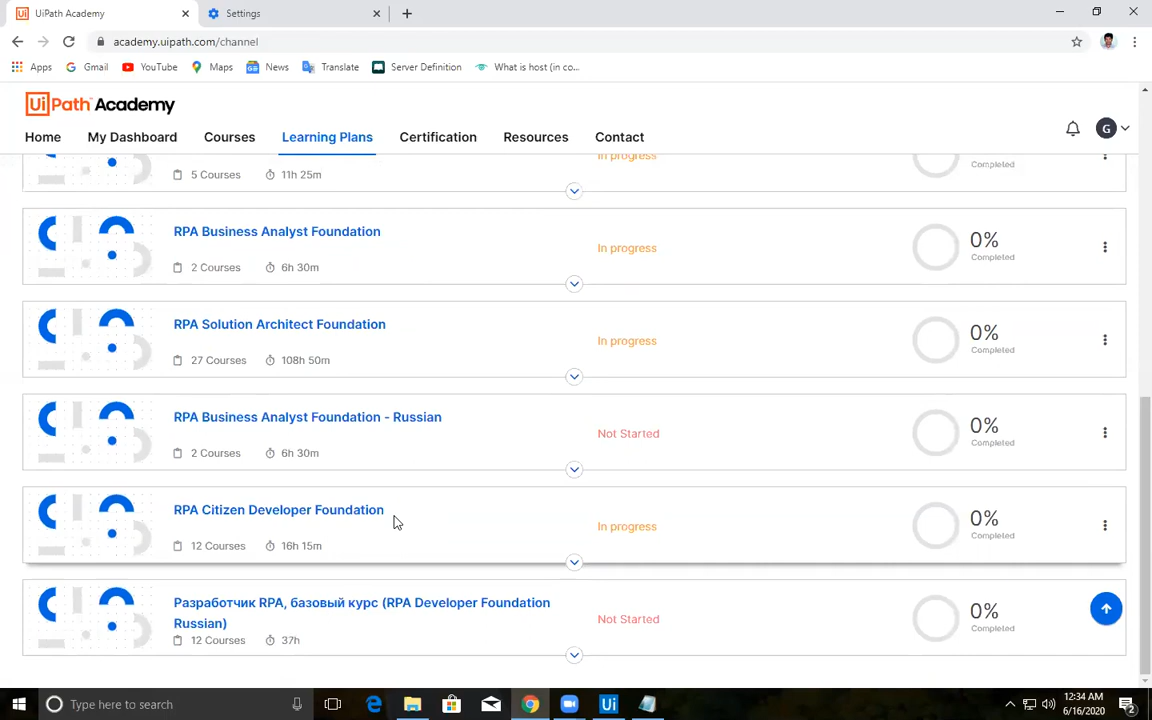 UiPath Academy
Settings
academy.uipath.com/channel
Apps
Gmail
YouTube
Maps
News
Translate
Server Definition
What is host (in co...
UiPath Academy
Home
My Dashboard
Courses
Learning Plans
Certification
Resources
Contact
G
5 Courses
11h 25m
In progress
Completed
RPA Business Analyst Foundation
2 Courses
6h 30m
In progress
0%
Completed
RPA Solution Architect Foundation
27 Courses
108h 50m
In progress
0%
Completed
RPA Business Analyst Foundation - Russian
2 Courses
6h 30m
Not Started
0%
Completed
RPA Citizen Developer Foundation
12 Courses
16h 15m
In progress
0%
Completed
Разработчик RPA, базовый курс (RPA Developer Foundation
Russian)
12 Courses
37h
Not Started
0%
Completed
Type here to search
Ui
12:34 AM
6/16/2020
2